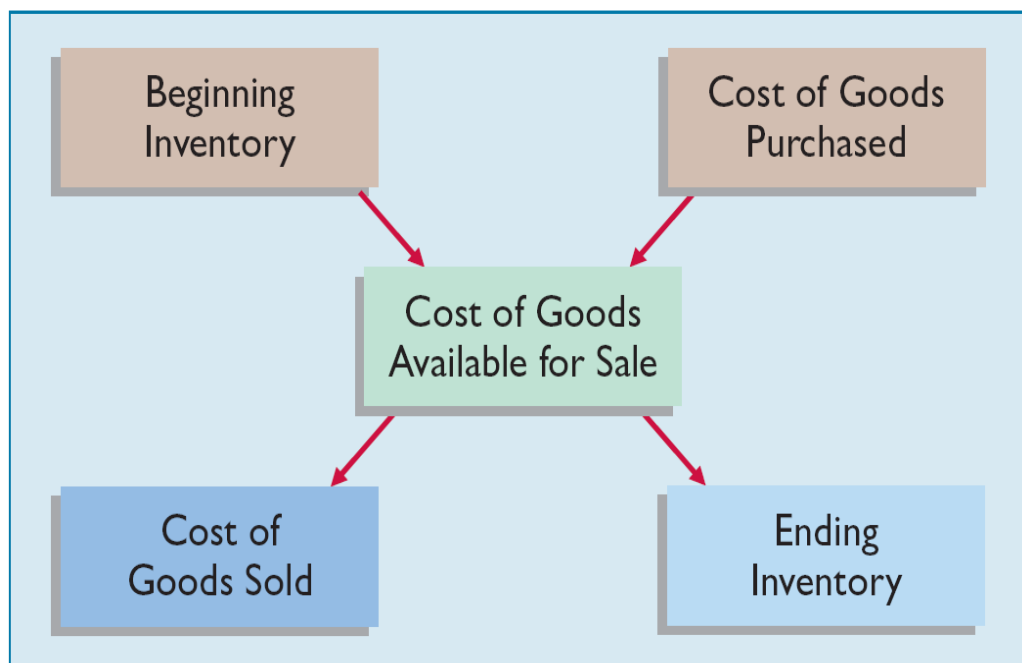 Beginning
Inventory
Cost of Goods
Purchased
Cost of Goods
Available for Sale
Cost of
Goods Sold
Ending
Inventory